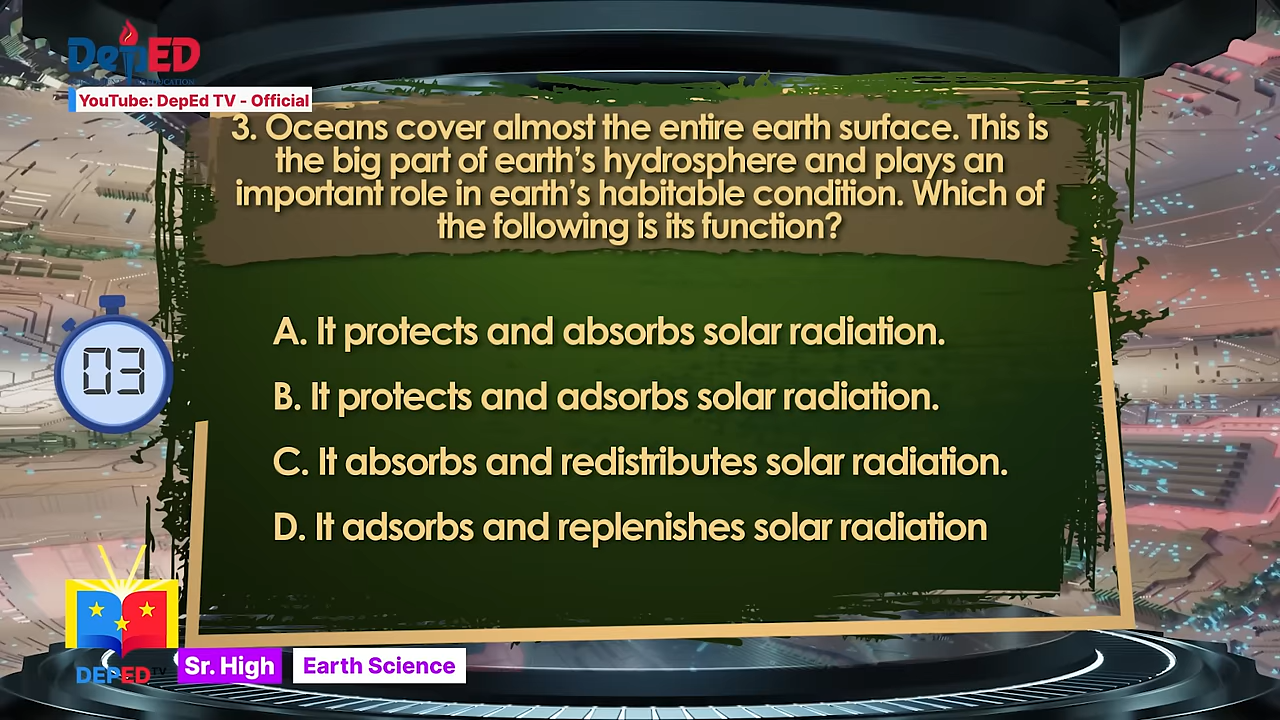 DepED
YouTube: DepEd TV - Official
3. Oceans cover almost the entire earth surface. This is
the big part of earth's hydrosphere and plays an
important role in earth's habitable condition. Which of
the following is its function?
03
A. It protects and absorbs solar radiation.
B. It protects and adsorbs solar radiation.
C. It absorbs and redistributes solar radiation.
D. It adsorbs and replenishes solar radiation
DEPED TV
Sr. High
Earth Science